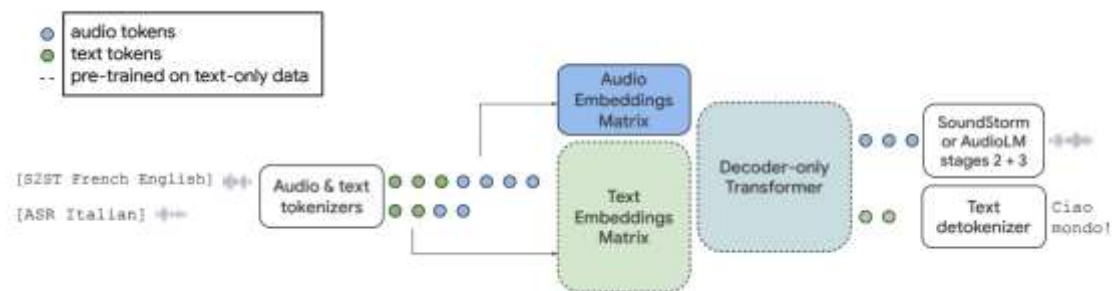 audio tokens
text tokens
-- pre-trained on text-only data
[S2ST French English]
[ASR Italian]
Audio & text
tokenizers
Audio
Embeddings
Matrix
Text
Embeddings
Matrix
Decoder-only
Transformer
SoundStorm
or AudioLM
stages 2 + 3
Text
detokenizer
Ciao
mondo!